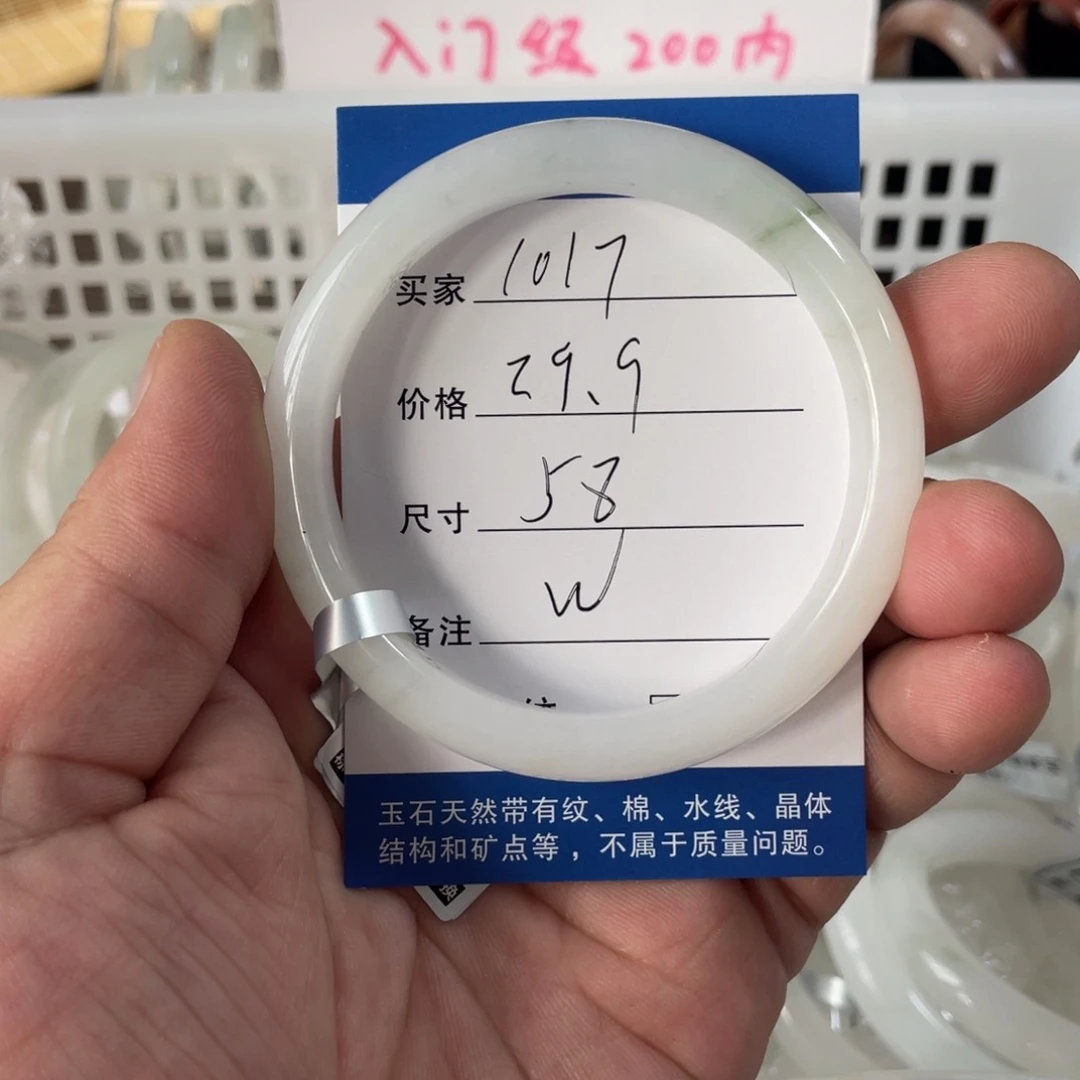 入门级 200内
买家 1017
价格 29.9
尺寸 58
备注 W
玉石天然带有纹、棉、水线、晶体
结构和矿点等，不属于质量问题。